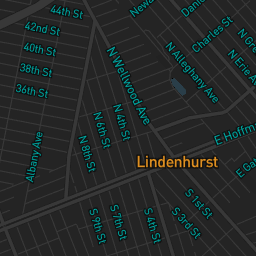 44th St
42nd St
40th St
38th St
36th St
Albany Ave
N 8th St
N 6th St
N 4th St
N Wellwood Ave
N Alleghany Ave
Charles St
Lindenhurst
S 9th St
S 7th St
S 4th St
S 3rd St
S 1st St